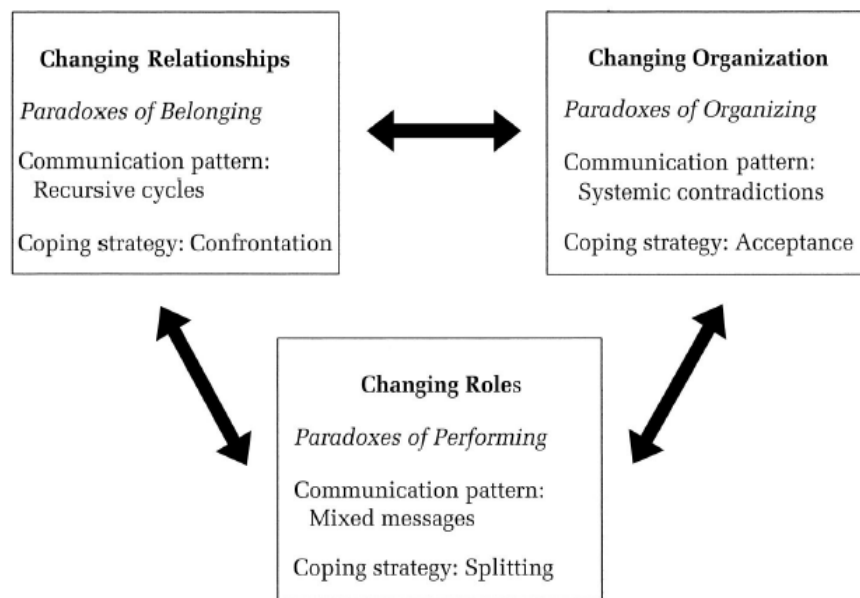 Changing Relationships
Paradoxes of Belonging
Communication pattern:
Recursive cycles
Coping strategy: Confrontation
Changing Organization
Paradoxes of Organizing
Communication pattern:
Systemic contradictions
Coping strategy: Acceptance
Changing Roles
Paradoxes of Performing
Communication pattern:
Mixed messages
Coping strategy: Splitting